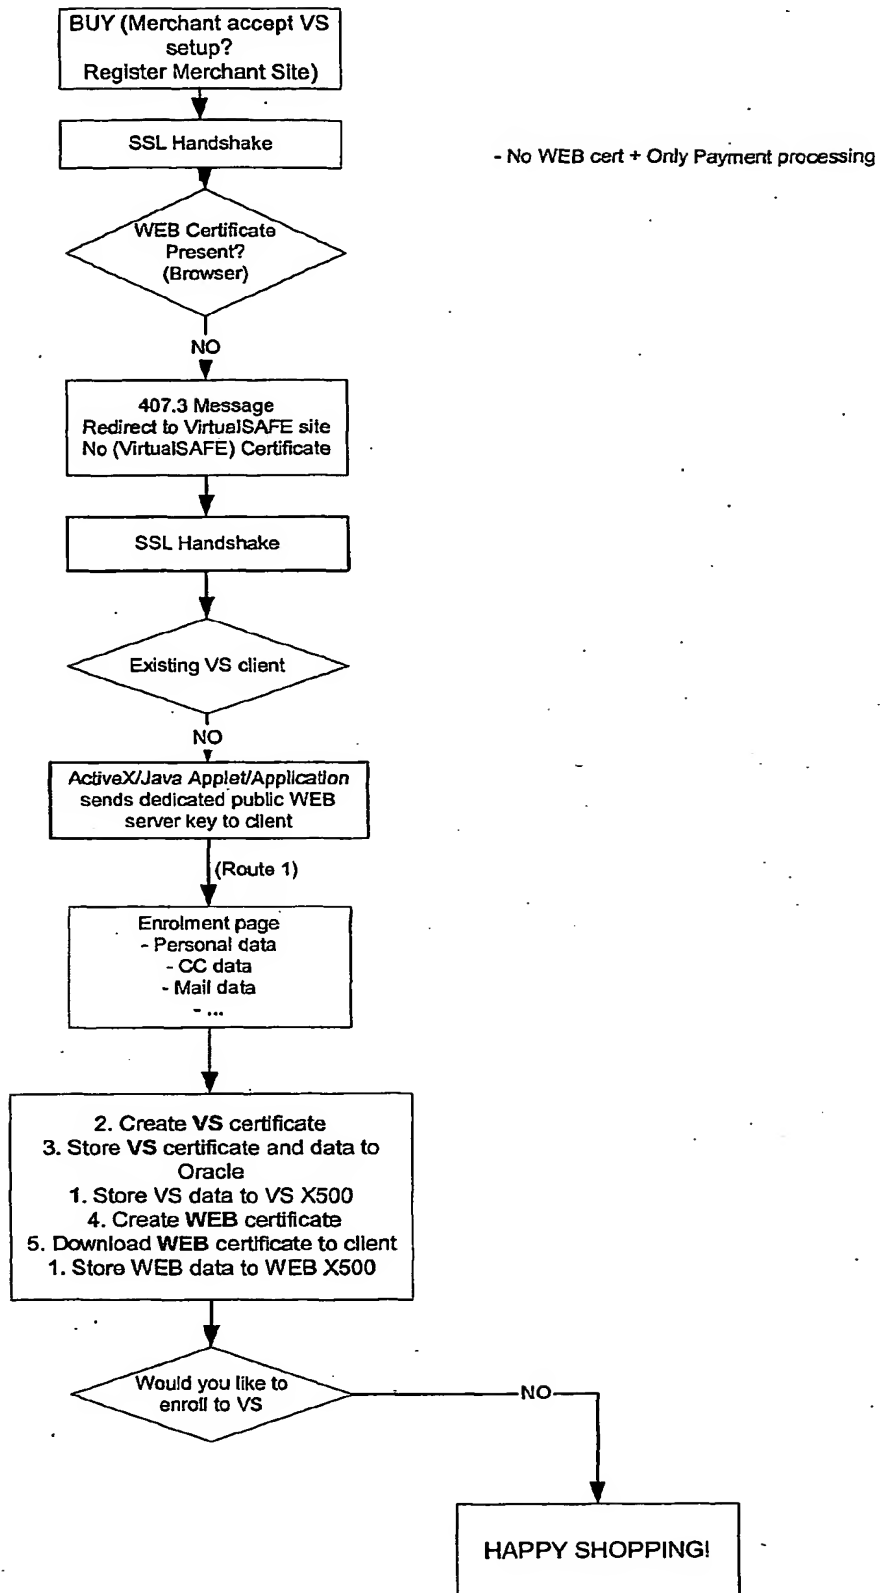 BUY (Merchant accept VS
setup?
Register Merchant Site)
SSL Handshake
- No WEB cert + Only Payment processing
WEB Certificate
Present?
(Browser)
NO
407.3 Message
Redirect to VirtualSAFE site
No (VirtualSAFE) Certificate
SSL Handshake
Existing VS client
NO
ActiveX/Java Applet/Application
sends dedicated public WEB
server key to client
(Route 1)
Enrolment page
- Personal data
- CC data
- Mail data
- ...
2. Create VS certificate
3. Store VS certificate and data to
Oracle
1. Store VS data to VS X500
4. Create WEB certificate
5. Download WEB certificate to client
1. Store WEB data to WEB X500
Would you like to
enroll to VS
NO
HAPPY SHOPPING!